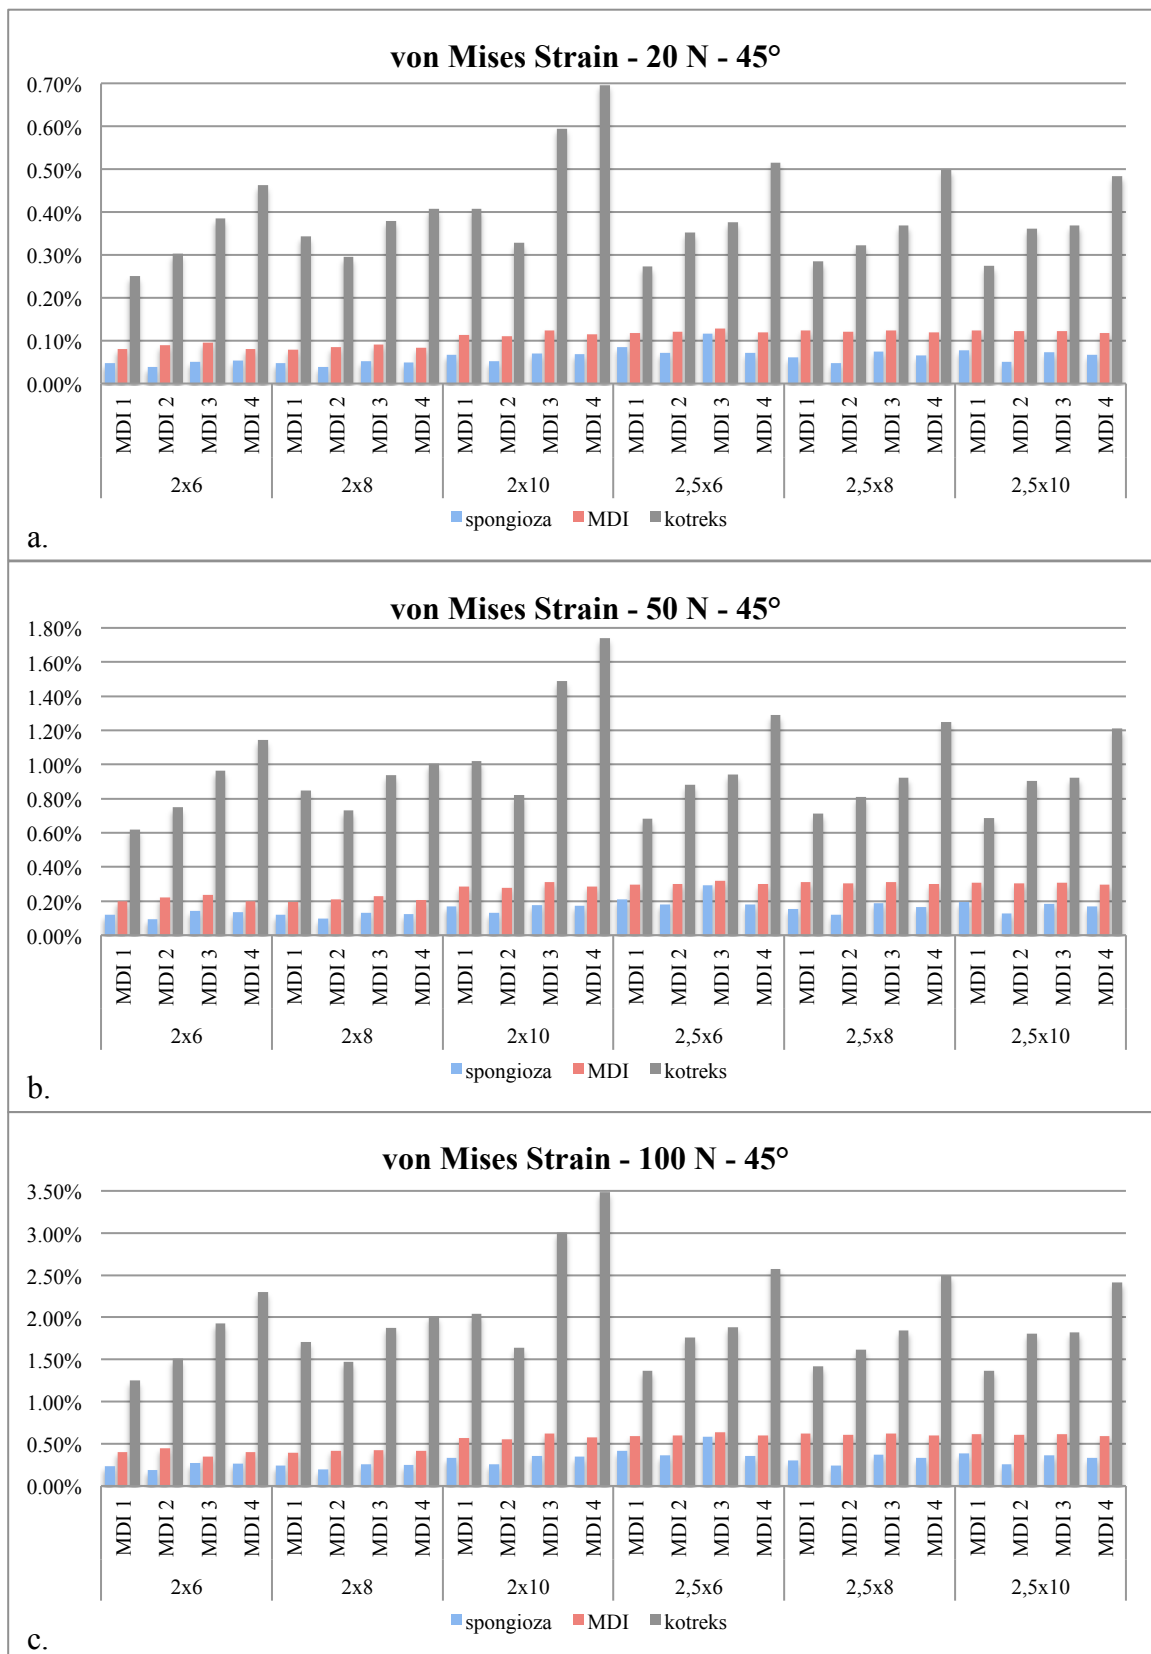 von Mises Strain - 20 N - 45°
0.70%
0.60%
0.50%
0.40%
0.30%
0.20%
0.10%
0.00%
MDI 1 MDI 2 MDI 3 MDI 4 MDI 1 MDI 2 MDI 3 MDI 4 MDI 1 MDI 2 MDI 3 MDI 4 MDI 1 MDI 2 MDI 3 MDI 4 MDI 1 MDI 2 MDI 3 MDI 4 MDI 1 MDI 2 MDI 3 MDI 4
2x6 2x8 2x10 2,5x6 2,5x8 2,5x10
spongioza MDI kotreks
a.
von Mises Strain - 50 N - 45°
1.80%
1.60%
1.40%
1.20%
1.00%
0.80%
0.60%
0.40%
0.20%
0.00%
MDI 1 MDI 2 MDI 3 MDI 4 MDI 1 MDI 2 MDI 3 MDI 4 MDI 1 MDI 2 MDI 3 MDI 4 MDI 1 MDI 2 MDI 3 MDI 4 MDI 1 MDI 2 MDI 3 MDI 4 MDI 1 MDI 2 MDI 3 MDI 4
2x6 2x8 2x10 2,5x6 2,5x8 2,5x10
spongioza MDI kotreks
b.
von Mises Strain - 100 N - 45°
3.50%
3.00%
2.50%
2.00%
1.50%
1.00%
0.50%
0.00%
MDI 1 MDI 2 MDI 3 MDI 4 MDI 1 MDI 2 MDI 3 MDI 4 MDI 1 MDI 2 MDI 3 MDI 4 MDI 1 MDI 2 MDI 3 MDI 4 MDI 1 MDI 2 MDI 3 MDI 4 MDI 1 MDI 2 MDI 3 MDI 4
2x6 2x8 2x10 2,5x6 2,5x8 2,5x10
spongioza MDI kotreks
c.